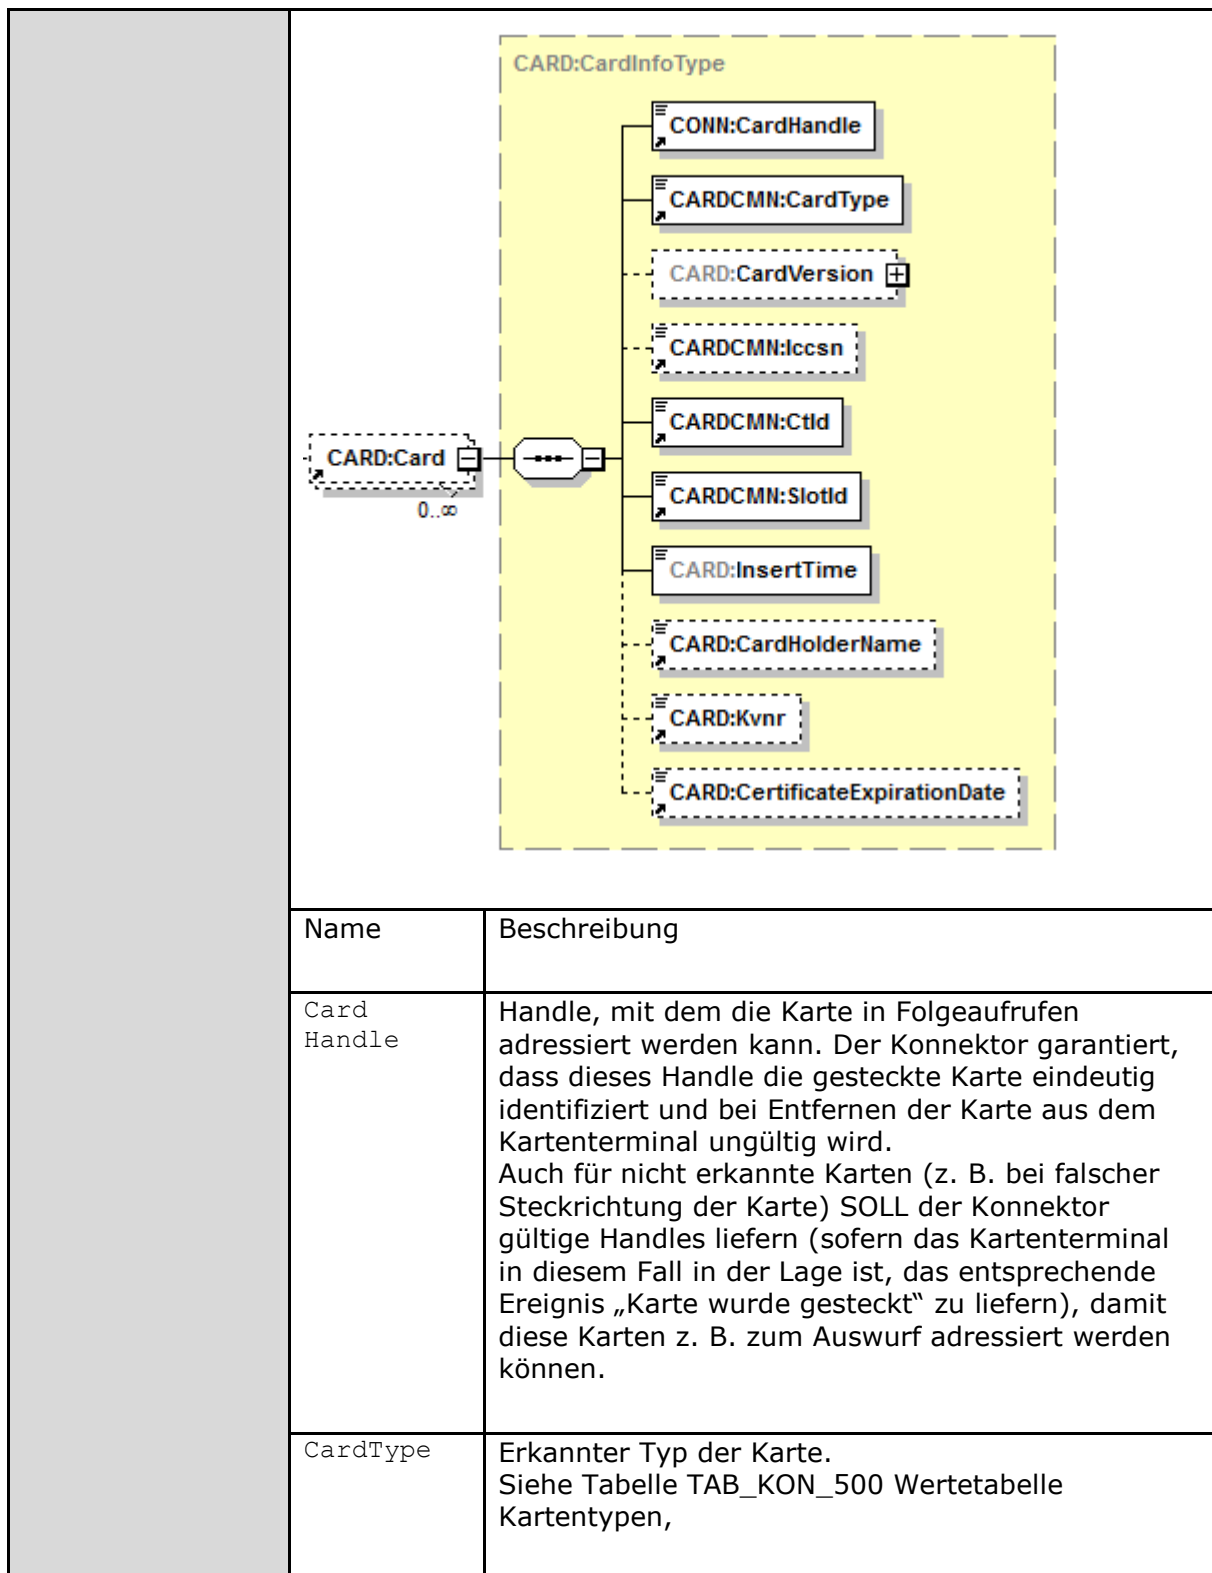 CARD:CardInfoType
CONN:CardHandle
CARDCMN:CardType
CARD:CardVersion
CARDCMN:Iccsn
CARDCMN:CtId
CARD:Card
0..∞
CARDCMN:SlotId
CARD:InsertTime
CARD:CardHolderName
CARD:Kvnr
CARD:CertificateExpirationDate
Name
Beschreibung
Card
Handle
Handle, mit dem die Karte in Folgeaufrufen
adressiert werden kann. Der Konnektor garantiert,
dass dieses Handle die gesteckte Karte eindeutig
identifiziert und bei Entfernen der Karte aus dem
Kartenterminal ungültig wird.
Auch für nicht erkannte Karten (z. B. bei falscher
Steckrichtung der Karte) SOLL der Konnektor
gültige Handles liefern (sofern das Kartenterminal
in diesem Fall in der Lage ist, das entsprechende
Ereignis „Karte wurde gesteckt“ zu liefern), damit
diese Karten z. B. zum Auswurf adressiert werden
können.
CardType
Erkannter Typ der Karte.
Siehe Tabelle TAB_KON_500 Wertetabelle
Kartentypen,